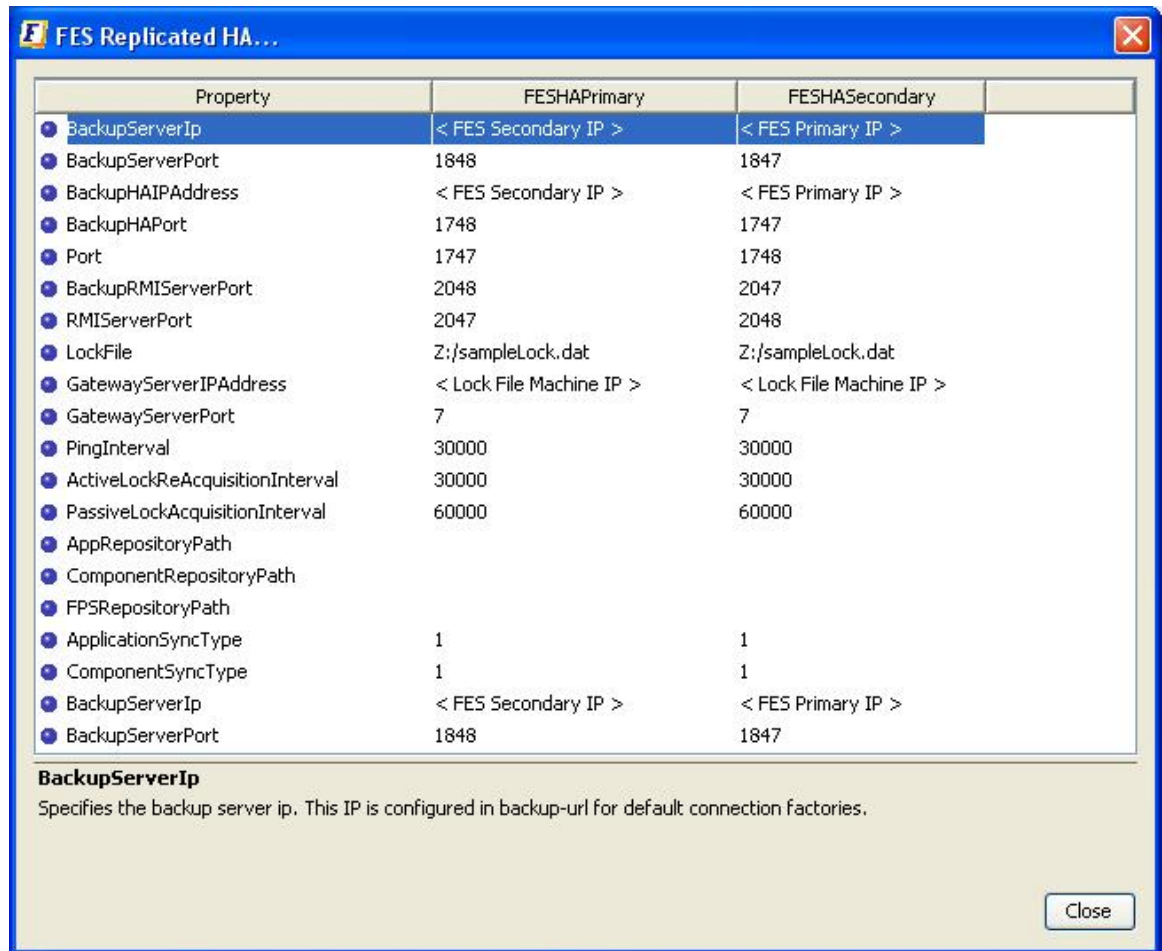 FES Replicated HA...
Property FESHAPrimary FESHASecondary
BackupServerIp < FES Secondary IP > < FES Primary IP >
BackupServerPort 1848 1847
BackupHAIPAddress < FES Secondary IP > < FES Primary IP >
BackupHAPort 1748 1747
Port 1747 1748
BackupRMIServerPort 2048 2047
RMIServerPort 2047 2048
LockFile Z:/sampleLock.dat Z:/sampleLock.dat
GatewayServerIPAddress < Lock File Machine IP > < Lock File Machine IP >
GatewayServerPort 7 7
PingInterval 30000 30000
ActiveLockReAcquisitionInterval 30000 30000
PassiveLockAcquisitionInterval 60000 60000
AppRepositoryPath
ComponentRepositoryPath
FPSRepositoryPath
ApplicationSyncType 1 1
ComponentSyncType 1 1
BackupServerIp < FES Secondary IP > < FES Primary IP >
BackupServerPort 1848 1847
BackupServerIp
Specifies the backup server ip. This IP is configured in backup-url for default connection factories.
Close